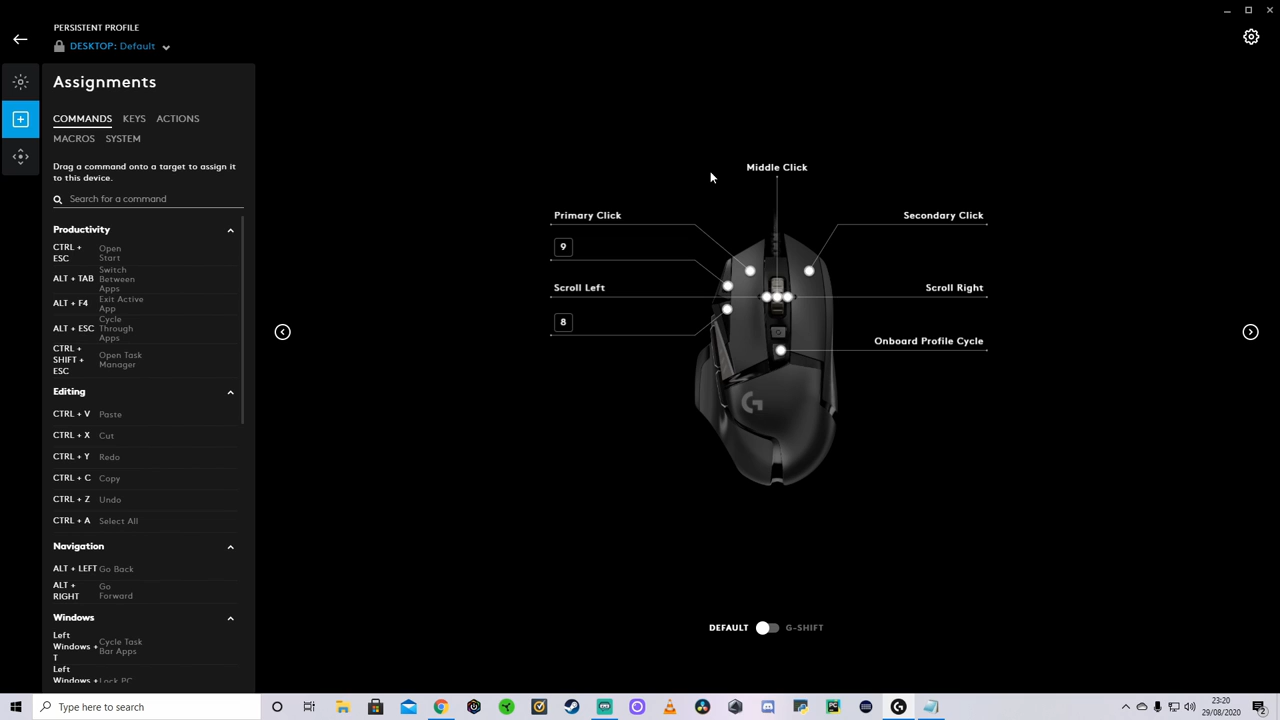 PERSISTENT PROFILE
DESKTOP: Default
Assignments
COMMANDS KEYS ACTIONS
MACROS SYSTEM
Drag a command onto a target to assign it
to this device.
Search for a command
Productivity
CTRL +
ESC
Open
Start
ALT + TAB
Switch
Between
Apps
ALT + F4
Exit Active
App
ALT + ESC
Cycle
Through
Apps
CTRL +
SHIFT +
ESC
Open Task
Manager
Editing
CTRL + V Paste
CTRL + X Cut
CTRL + Y Redo
CTRL + C Copy
CTRL + Z Undo
CTRL + A Select All
Navigation
ALT + LEFT Go Back
ALT +
RIGHT
Go
Forward
Windows
Left
Windows +
T
Cycle Task
Bar Apps
Left
Windows + Lock PC
Middle Click
Primary Click
Secondary Click
9
Scroll Left
Scroll Right
8
Onboard Profile Cycle
DEFAULT G-SHIFT
Type here to search
23:20
29/08/2020
2